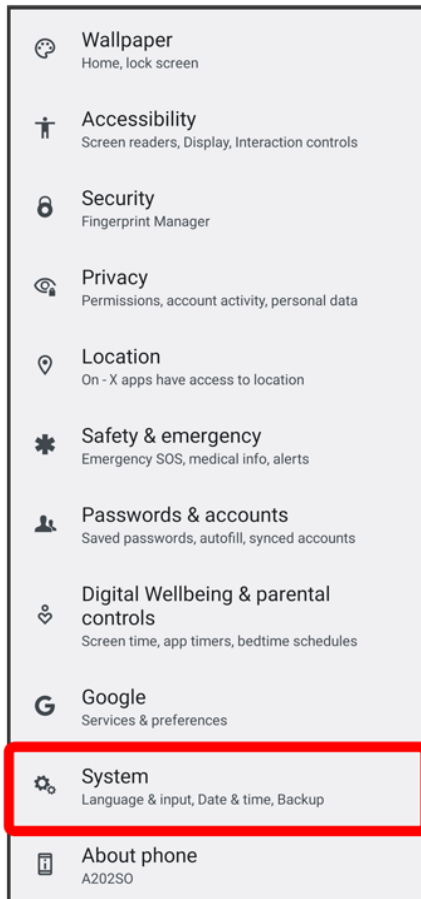 Wallpaper
Home, lock screen
Accessibility
Screen readers, Display, Interaction controls
Security
Fingerprint Manager
Privacy
Permissions, account activity, personal data
Location
On - X apps have access to location
Safety & emergency
Emergency SOS, medical info, alerts
Passwords & accounts
Saved passwords, autofill, synced accounts
Digital Wellbeing & parental
controls
Screen time, app timers, bedtime schedules
Google
Services & preferences
System
Language & input, Date & time, Backup
About phone
A202SO